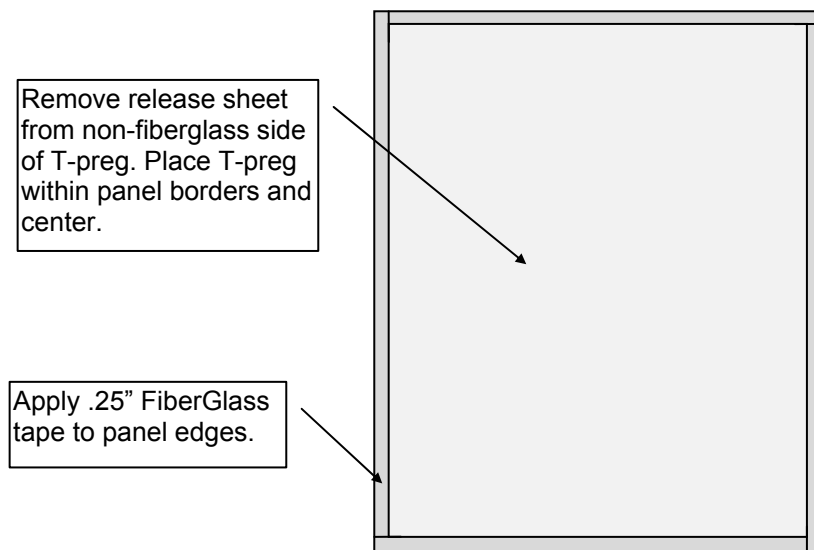 Remove release sheet
from non-fiberglass side
of T-preg. Place T-preg
within panel borders and
center.
Apply .25” FiberGlass
tape to panel edges.